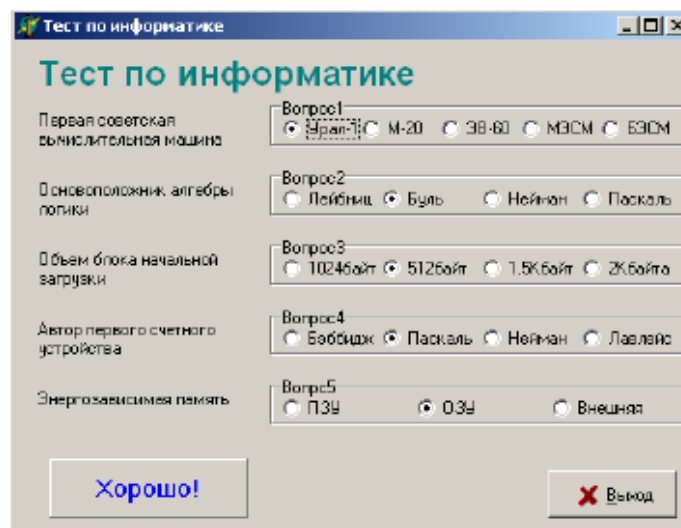 Тест по информатике
Тест по информатике
Первая советская
вычислительная машина
Вопрос1
Урал-1 М-20 ЭВ-60 МЭСМ БЭСМ
Основоположник алгебры
логики
Вопрос2
Лейбниц Буль Нейман Паскаль
Объем блока начальной
загрузки
Вопрос3
1024байт 512байт 1,5Кбайт 2Кбайта
Автор первого счетного
устройства
Вопрос4
Бэббидж Паскаль Нейман Лавлейс
Энергозависимая память
Вопрс5
ПЗУ ОЗУ Внешняя
Хорошо!
Выход